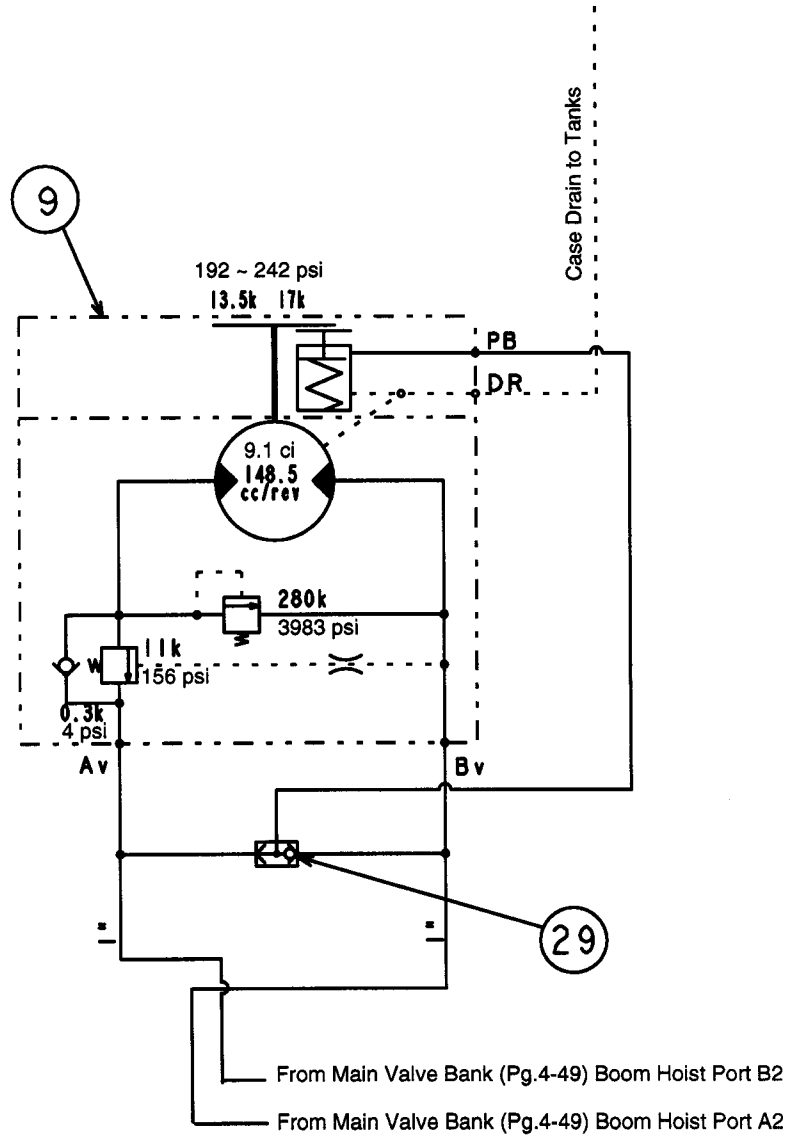 Case Drain to Tanks
9
192 ~ 242 psi
13.5k 17k
PB
DR
9.1 ci
148.5
cc/rev
280k
3983 psi
11k
156 psi
0.3k
4 psi
Av
Bv
29
1"
1"
From Main Valve Bank (Pg.4-49) Boom Hoist Port B2
From Main Valve Bank (Pg.4-49) Boom Hoist Port A2